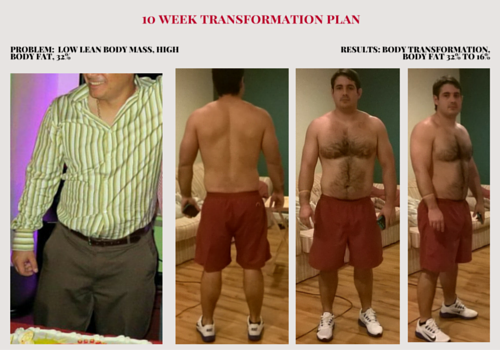 10 WEEK TRANSFORMATION PLAN
PROBLEM: LOW LEAN BODY MASS, HIGH
BODY FAT, 32%
RESULTS: BODY TRANSFORMATION,
BODY FAT 32% TO 16%